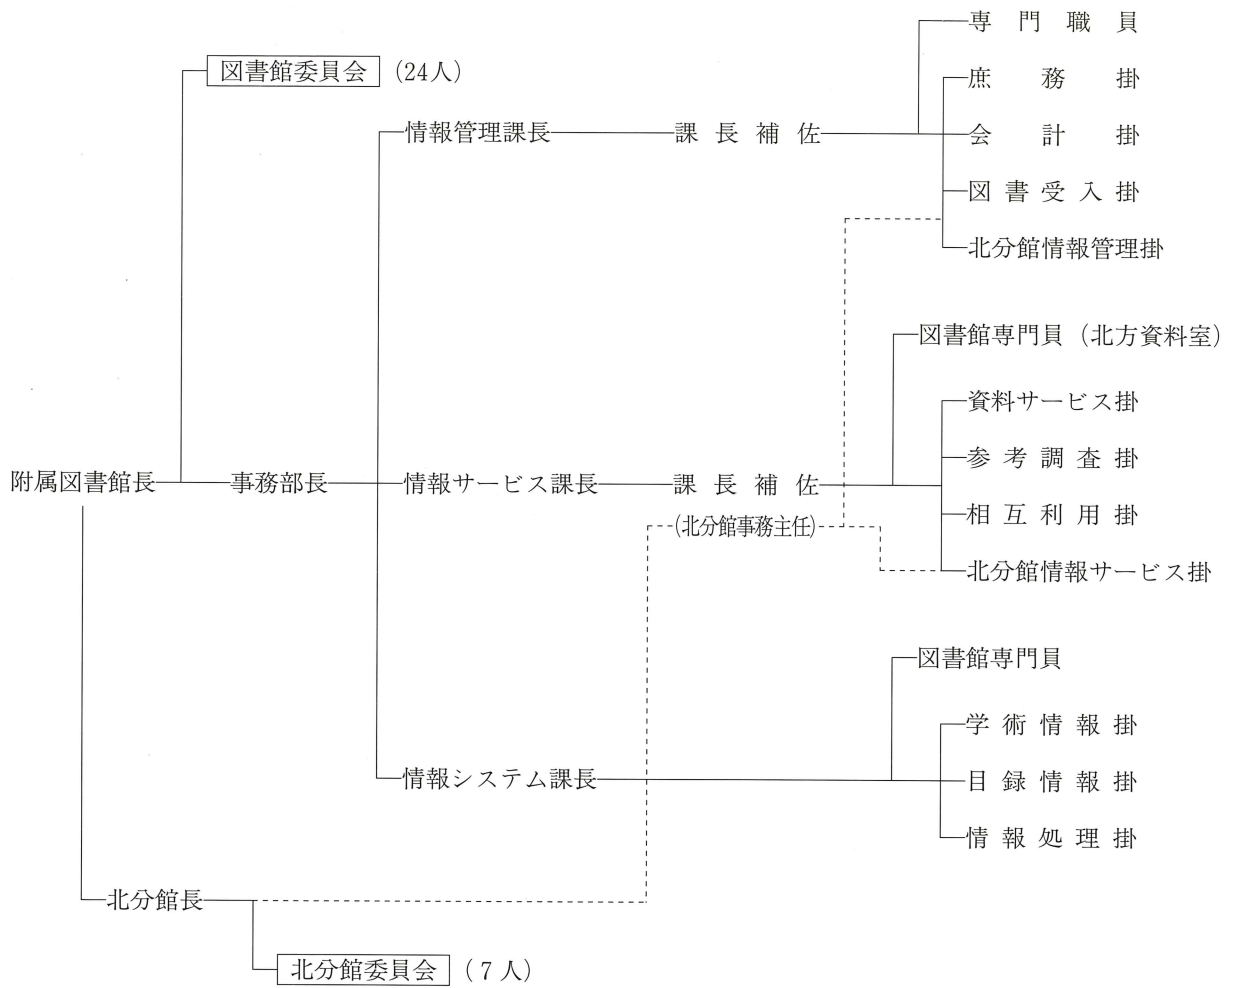 専門職員
図書館委員会 (24人)
庶務掛
情報管理課長 課長補佐 会計掛
図書受入掛
北分館情報管理掛
図書館専門員（北方資料室）
資料サービス掛
参考調査掛
附属図書館長 事務部長 情報サービス課長 課長補佐
(北分館事務主任)
相互利用掛
北分館情報サービス掛
図書館専門員
学術情報掛
情報システム課長 目録情報掛
情報処理掛
北分館長
北分館委員会 (7人)